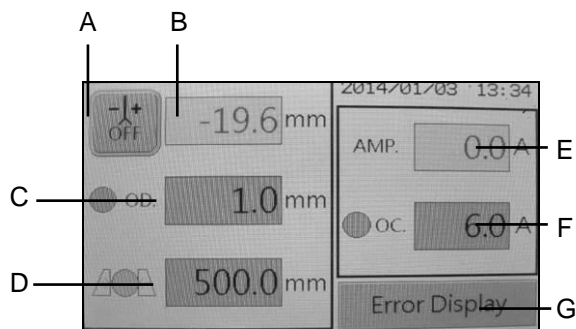 A
B
2014/01/03 13:34
- +
OFF
-19.6 mm
AMP. 0.0 A
E
C
OD. 1.0 mm
OC. 6.0 A
F
D
500.0 mm
Error Display
G